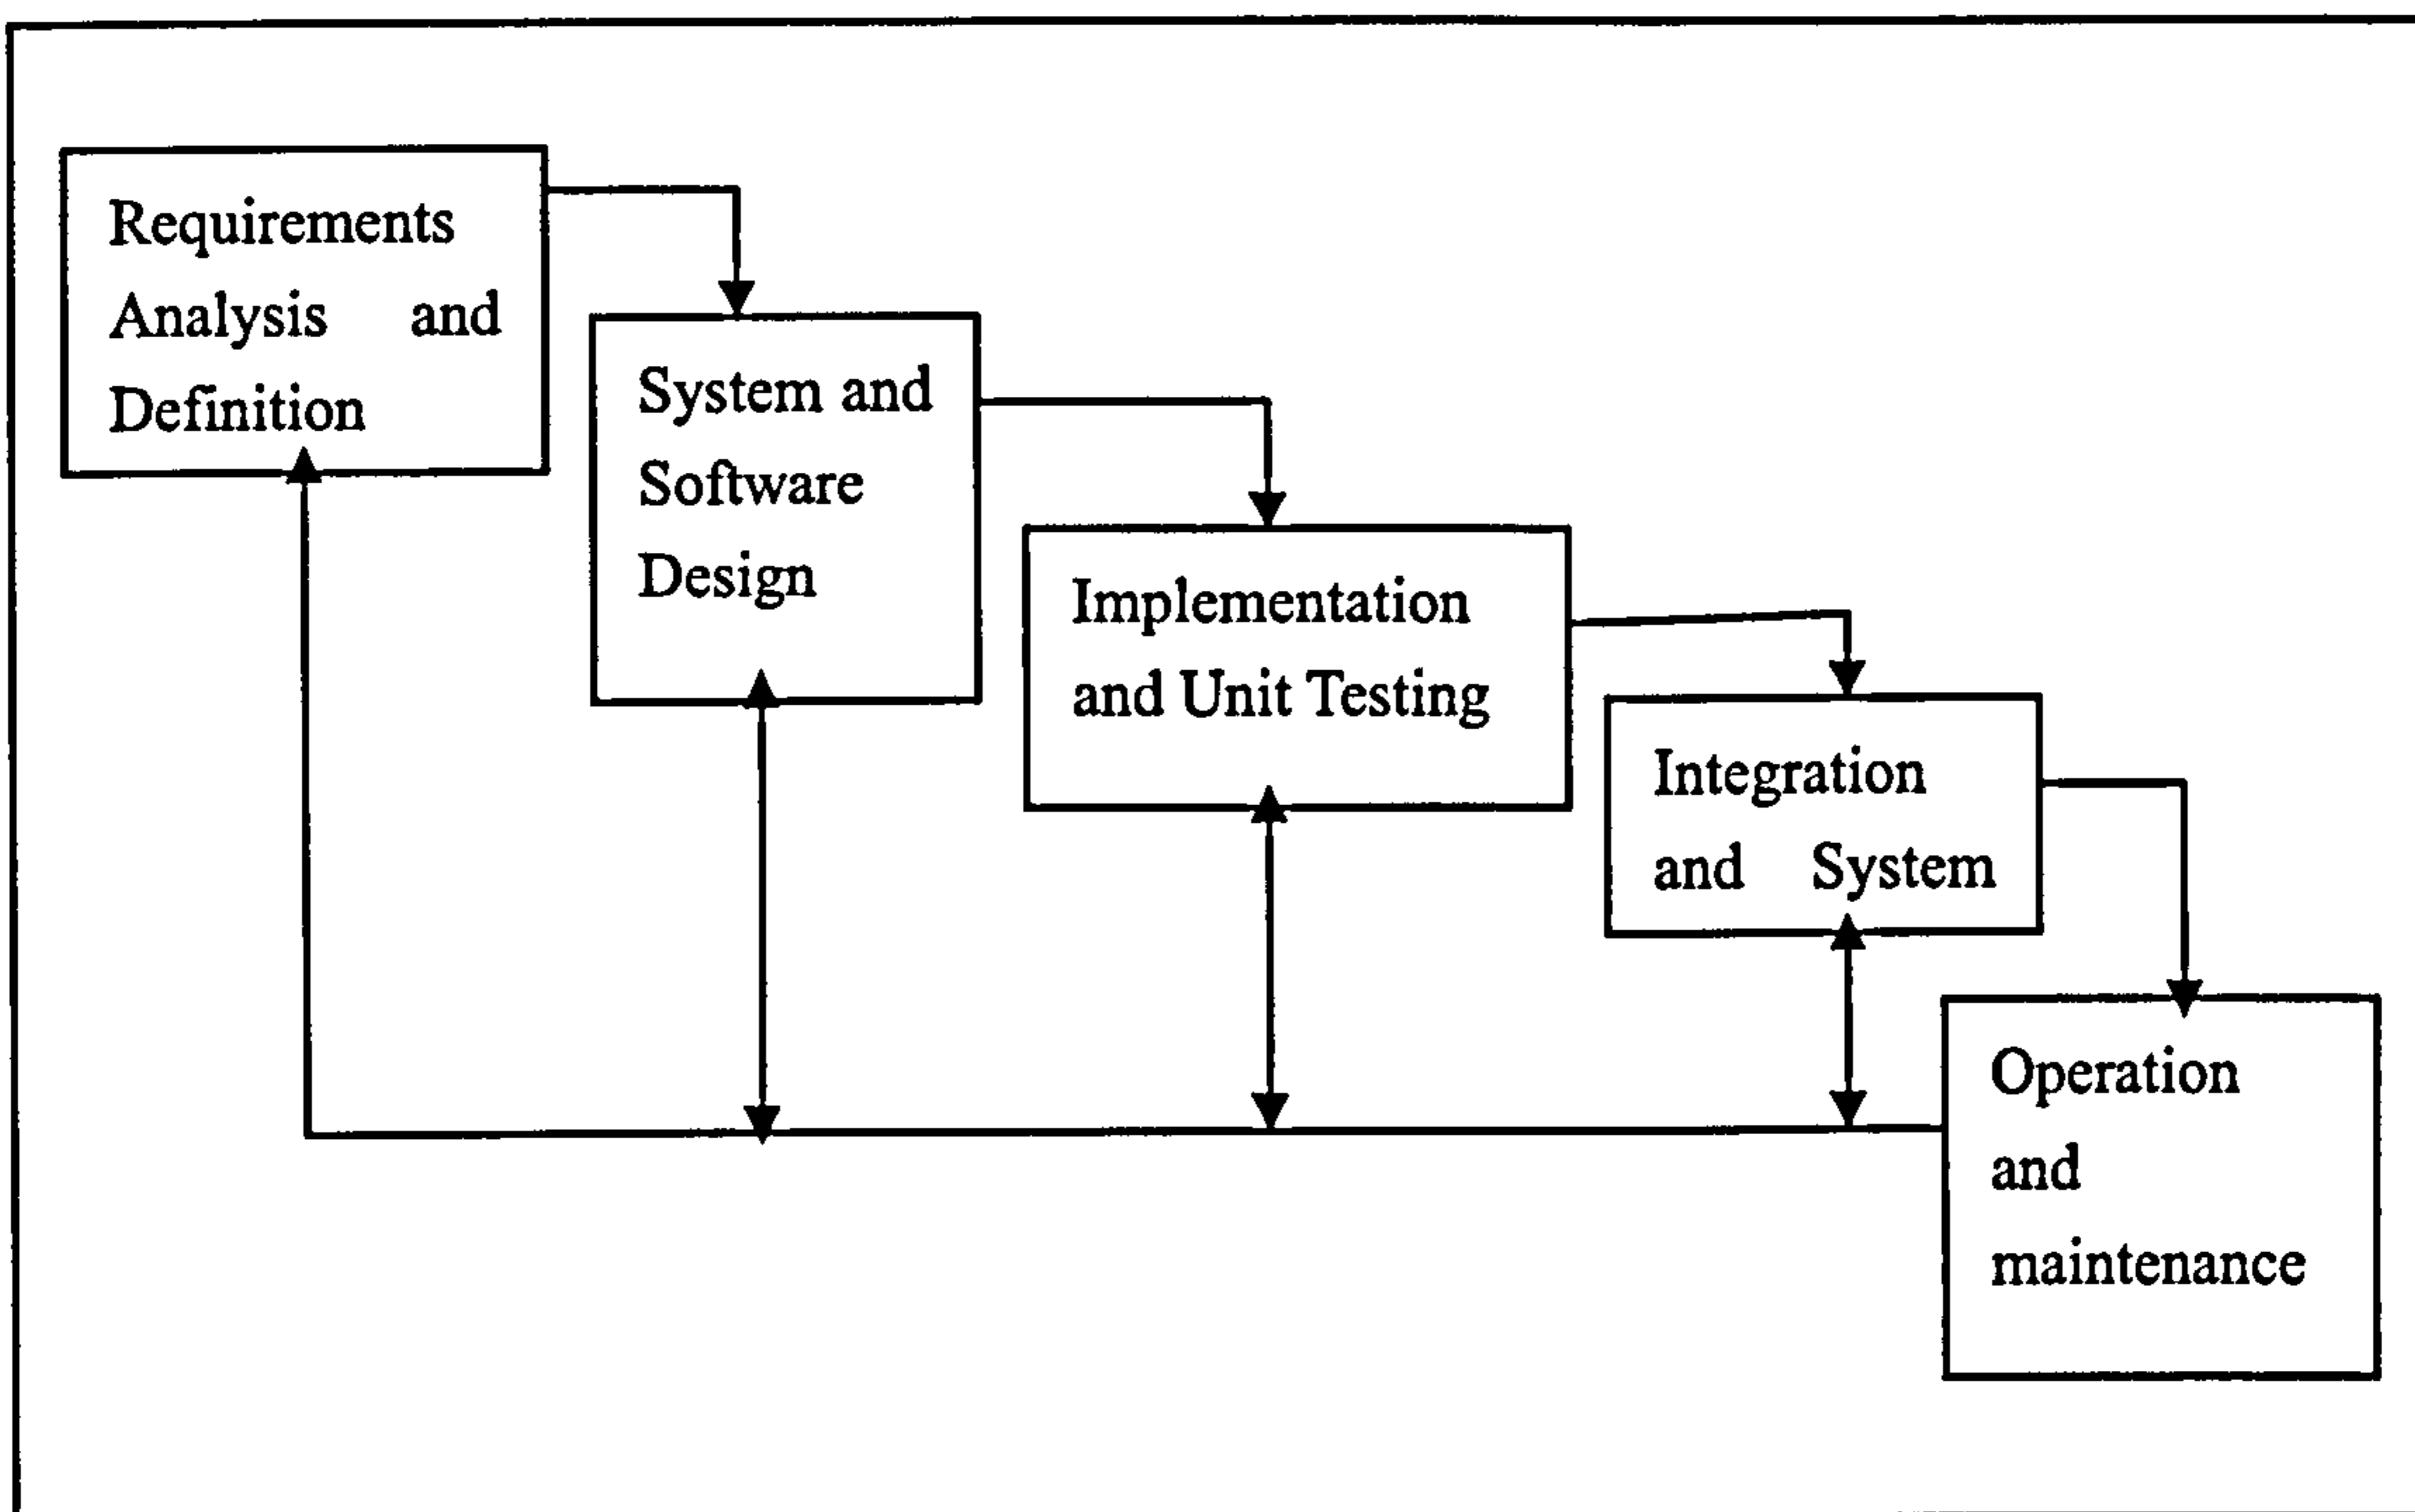 Requirements
Analysis and
Definition
System and
Software
Design
Implementation
and Unit Testing
Integration
and System
Operation
and
maintenance